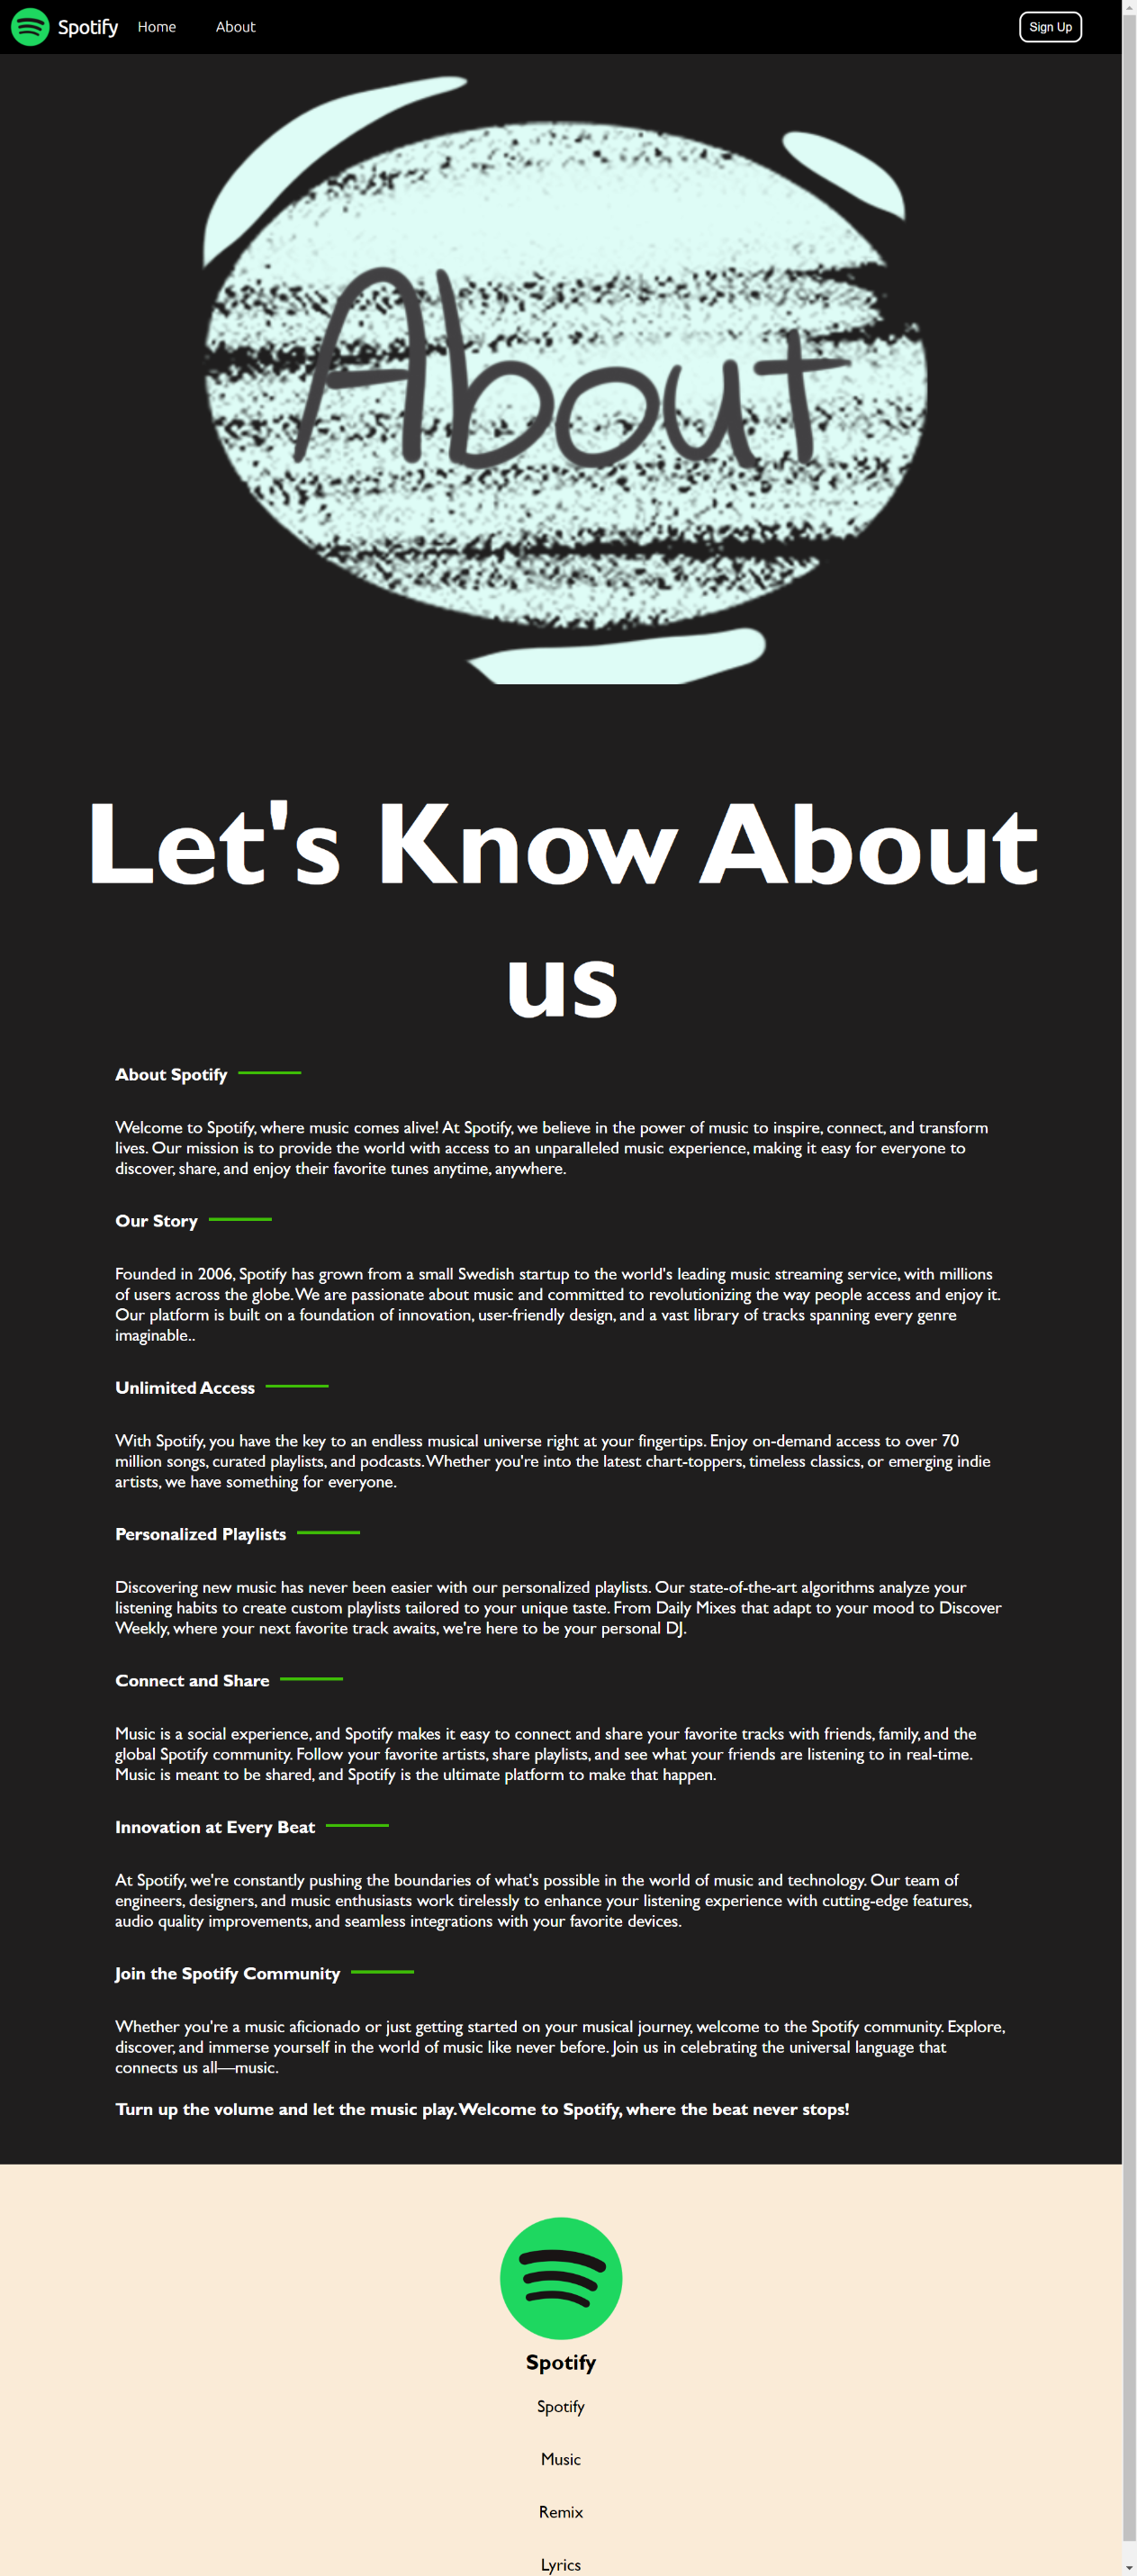 Spotify Home About Sign Up
About
Let's Know About
us
About Spotify
Welcome to Spotify, where music comes alive! At Spotify, we believe in the power of music to inspire, connect, and transform
lives. Our mission is to provide the world with access to an unparalleled music experience, making it easy for everyone to
discover, share, and enjoy their favorite tunes anytime, anywhere.
Our Story
Founded in 2006, Spotify has grown from a small Swedish startup to the world's leading music streaming service, with millions
of users across the globe. We are passionate about music and committed to revolutionizing the way people access and enjoy it.
Our platform is built on a foundation of innovation, user-friendly design, and a vast library of tracks spanning every genre
imaginable..
Unlimited Access
With Spotify, you have the key to an endless musical universe right at your fingertips. Enjoy on-demand access to over 70
million songs, curated playlists, and podcasts. Whether you're into the latest chart-toppers, timeless classics, or emerging indie
artists, we have something for everyone.
Personalized Playlists
Discovering new music has never been easier with our personalized playlists. Our state-of-the-art algorithms analyze your
listening habits to create custom playlists tailored to your unique taste. From Daily Mixes that adapt to your mood to Discover
Weekly, where your next favorite track awaits, we're here to be your personal DJ.
Connect and Share
Music is a social experience, and Spotify makes it easy to connect and share your favorite tracks with friends, family, and the
global Spotify community. Follow your favorite artists, share playlists, and see what your friends are listening to in real-time.
Music is meant to be shared, and Spotify is the ultimate platform to make that happen.
Innovation at Every Beat
At Spotify, we're constantly pushing the boundaries of what's possible in the world of music and technology. Our team of
engineers, designers, and music enthusiasts work tirelessly to enhance your listening experience with cutting-edge features,
audio quality improvements, and seamless integrations with your favorite devices.
Join the Spotify Community
Whether you're a music aficionado or just getting started on your musical journey, welcome to the Spotify community. Explore,
discover, and immerse yourself in the world of music like never before. Join us in celebrating the universal language that
connects us all—music.
Turn up the volume and let the music play. Welcome to Spotify, where the beat never stops!
Spotify
Spotify
Music
Remix
Lyrics